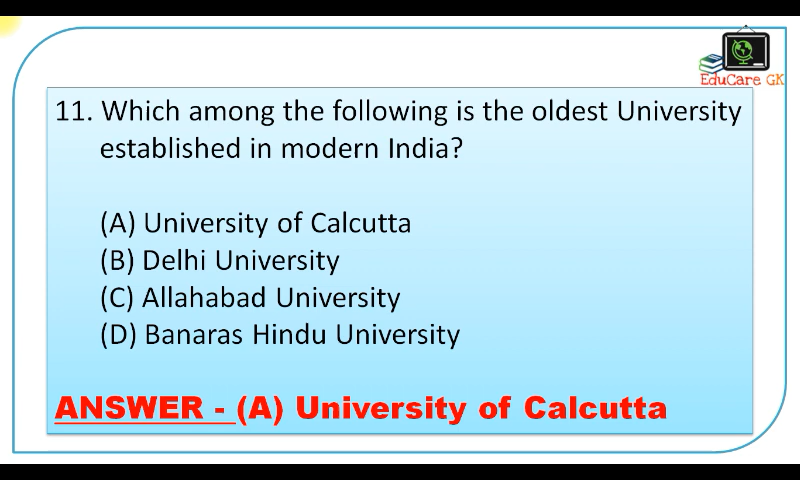 EduCare GK
11. Which among the following is the oldest University
established in modern India?
(A) University of Calcutta
(B) Delhi University
(C) Allahabad University
(D) Banaras Hindu University
ANSWER - (A) University of Calcutta